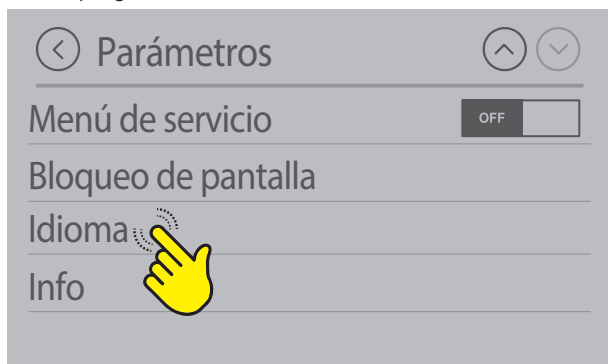 Parámetros
Menú de servicio
OFF
Bloqueo de pantalla
Idioma
Info